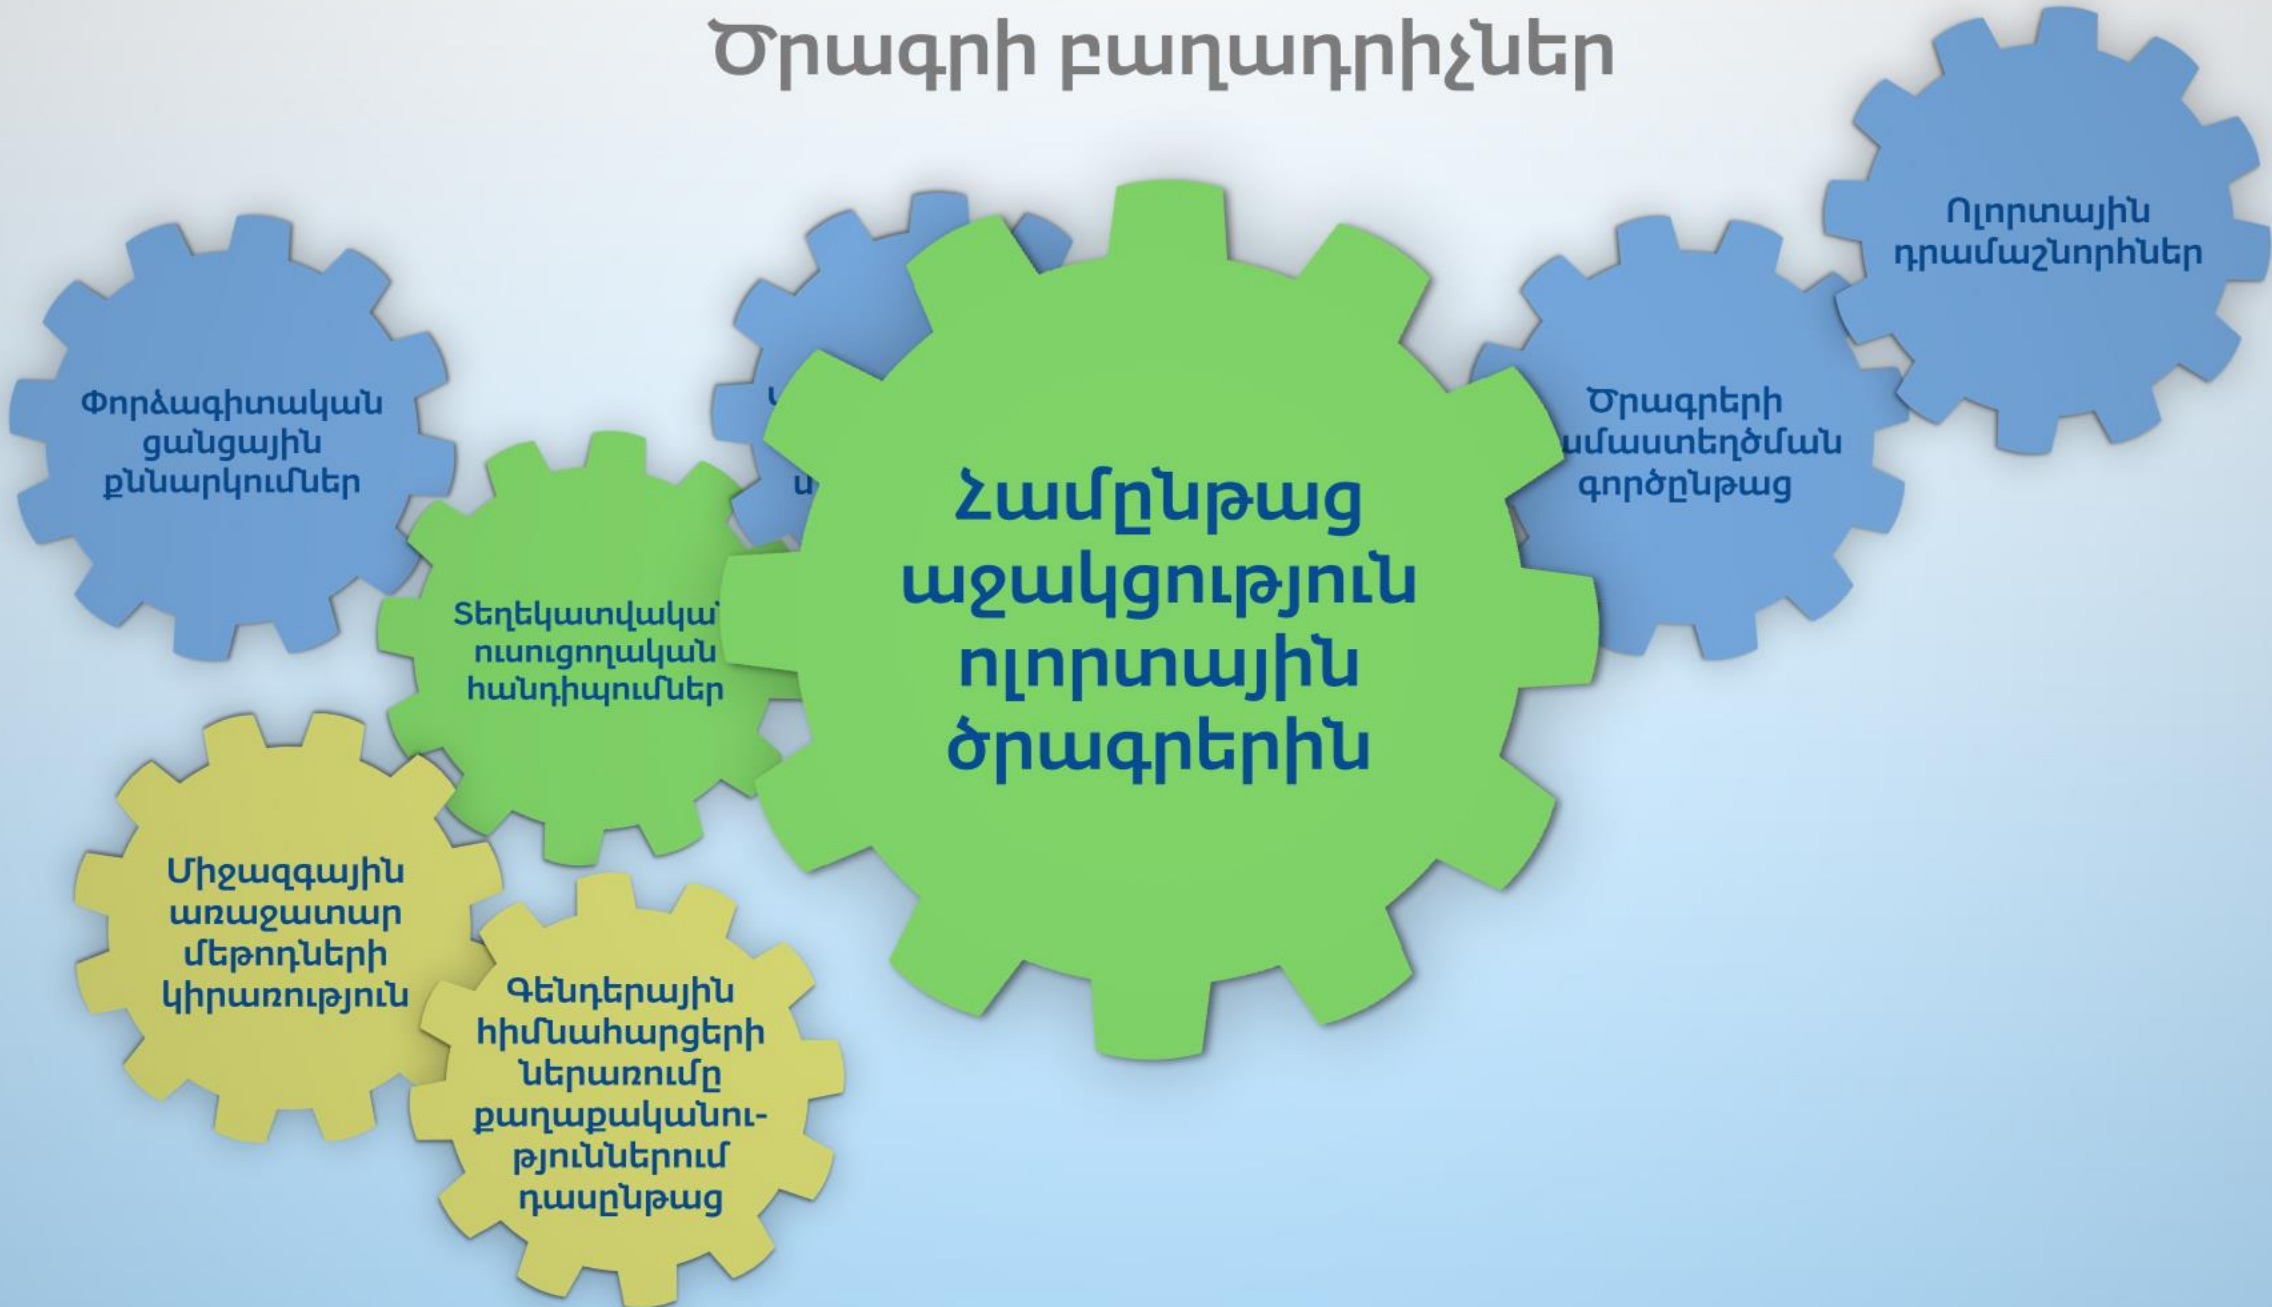 Ծրագրի բաղադրիչներ
Ոլորտային
դրամաշնորհներ
Փորձագիտական
ցանցային
քննարկումներ
Ծրագրերի
գործընթաց
Համընթաց
աջակցություն
ոլորտային
ծրագրերին
ուսուցողական
հանդիպումներ
Միջազգային
առաջատար
մեթոդների
կիրառություն
Գենդերային
հիմնահարցերի
ներառումը
քաղաքականու-
թյուններում
դասընթաց